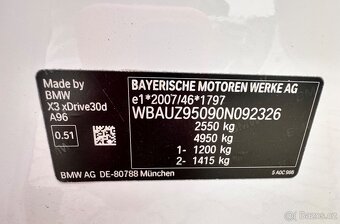 Made by
BMW
X3 xDrive30d
A96
0.51
BAYERISCHE MOTOREN WERKE AG
e1*2007/46*1797
WBAUZ95090N092326
2550 kg
4950 kg
1- 1200 kg
2- 1415 kg
BMW AG DE-80788 München